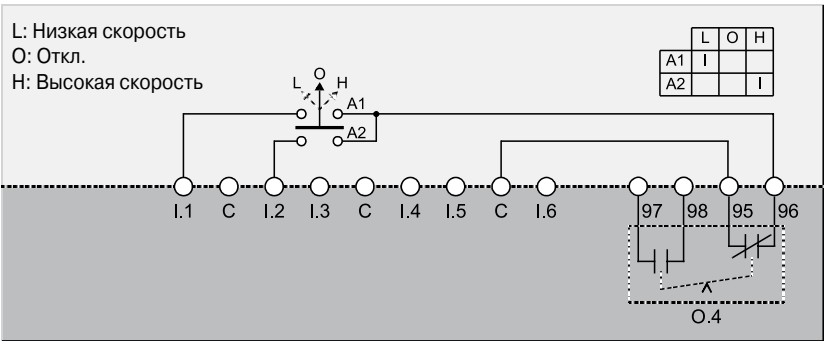 L: Низкая скорость
O: Откл.
H: Высокая скорость
L O H
A1 I
A2 I
O
L H
A1
A2
I.1 C I.2 I.3 C I.4 I.5 C I.6 97 98 95 96
O.4